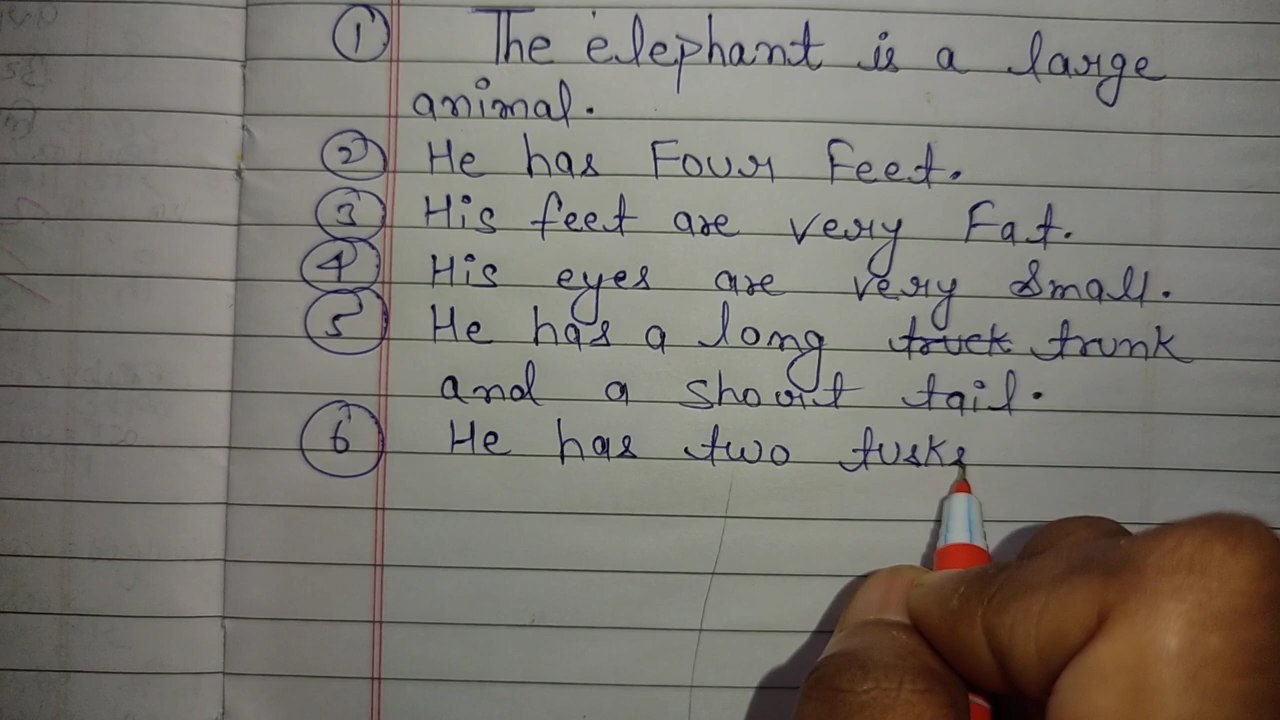 ① The elephant is a large
animal.
② He has Four Feet.
③ His feet are very Fat.
④ His eyes are very small.
⑤ He has a long truck trunk
and a short tail.
⑥ He has two tusks